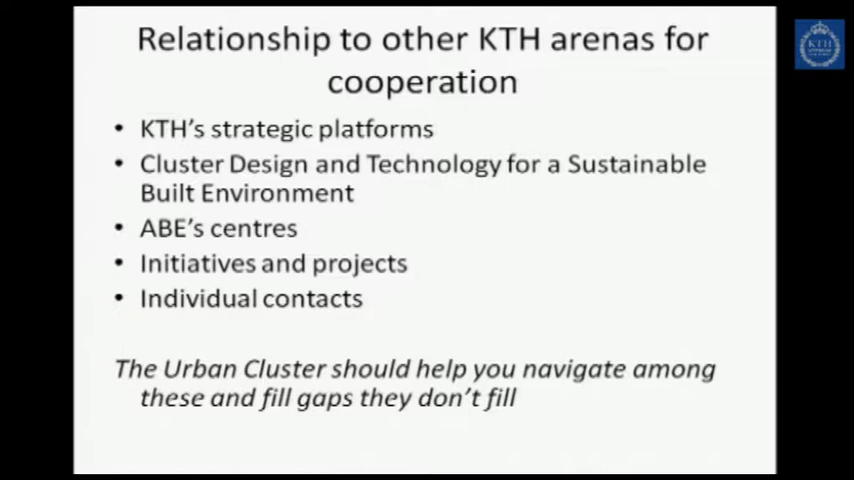 Relationship to other KTH arenas for
cooperation
• KTH's strategic platforms
• Cluster Design and Technology for a Sustainable
Built Environment
• ABE's centres
• Initiatives and projects
• Individual contacts
The Urban Cluster should help you navigate among
these and fill gaps they don't fill
KTH